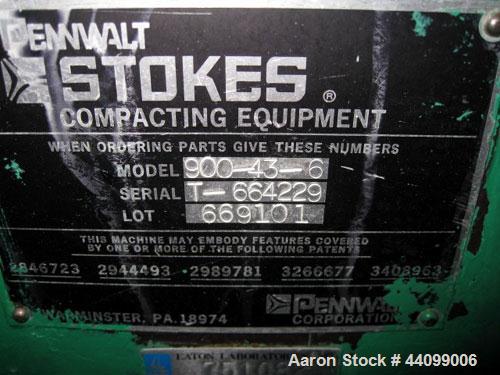 PENNWALT
STOKES ®
COMPACTING EQUIPMENT
WHEN ORDERING PARTS GIVE THESE NUMBERS
MODEL 900-43-6
SERIAL T-664229
LOT 669101
THIS MACHINE MAY EMBODY FEATURES COVERED
BY ONE OR MORE OF THE FOLLOWING PATENTS
2846723 2944493 2989781 3266677 3408963
WARMINSTER, PA. 18974
PENNWALT
CORPORATION
EATON
Aaron Stock # 44099006